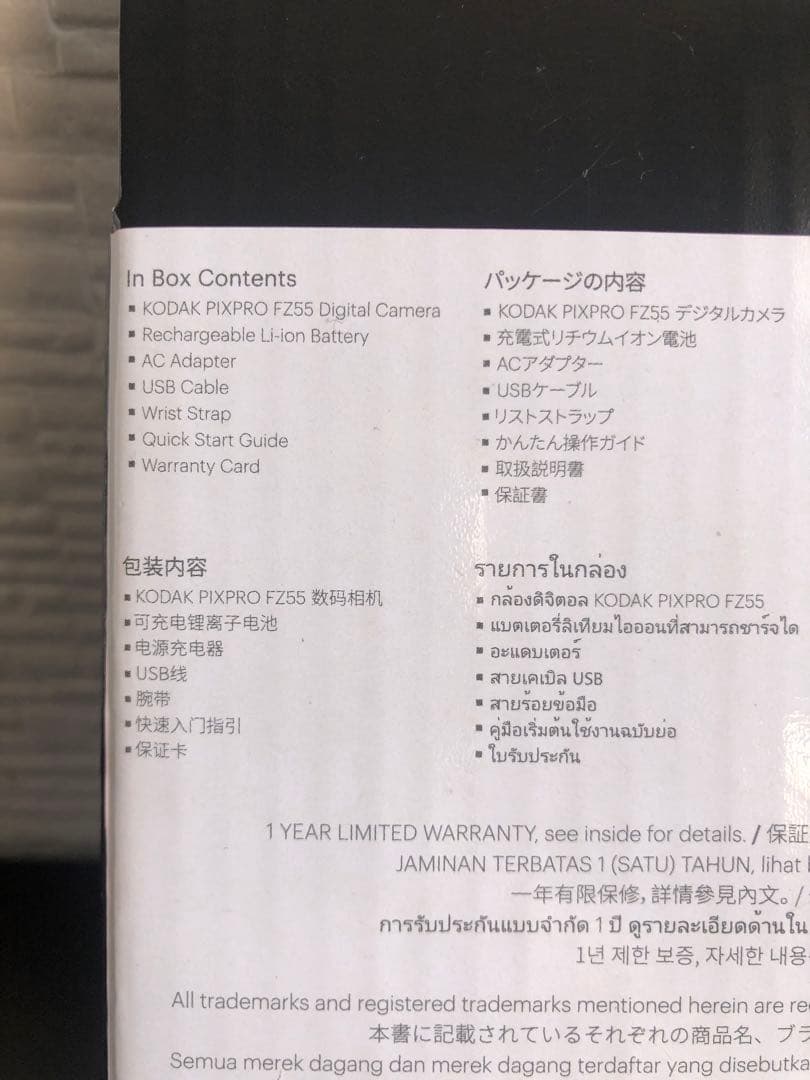 In Box Contents
▪ KODAK PIXPRO FZ55 Digital Camera
▪ Rechargeable Li-ion Battery
▪ AC Adapter
▪ USB Cable
▪ Wrist Strap
▪ Quick Start Guide
▪ Warranty Card
パッケージの内容
▪ KODAK PIXPRO FZ55 デジタルカメラ
▪ 充電式リチウムイオン電池
▪ ACアダプター
▪ USBケーブル
▪ リストストラップ
▪ かんたん操作ガイド
▪ 取扱説明書
▪ 保証書
包装内容
▪ KODAK PIXPRO FZ55 数码相机
▪ 可充电锂离子电池
▪ 电源充电器
▪ USB线
▪ 腕带
▪ 快速入门指引
▪ 保证卡
รายการในกล่อง
▪ กล้องดิจิตอล KODAK PIXPRO FZ55
▪ แบตเตอรี่ลิเทียมไอออนที่สามารถชาร์จได
▪ อะแดบเตอร์
▪ สายเคเบิล USB
▪ สายร้อยข้อมือ
▪ คู่มือเริ่มต้นใช้งานฉบับย่อ
▪ ใบรับประกัน
1 YEAR LIMITED WARRANTY, see inside for details. / 保証
JAMINAN TERBATAS 1 (SATU) TAHUN, lihat
一年有限保修，詳情參見內文。/
การรับประกันแบบจำกัด 1 ปี ดูรายละเอียดด้านใน
1년 제한 보증, 자세한 내용
All trademarks and registered trademarks mentioned herein are re
本書に記載されているそれぞれの商品名、ブラ
Semua merek dagang dan merek dagang terdaftar yang disebutka